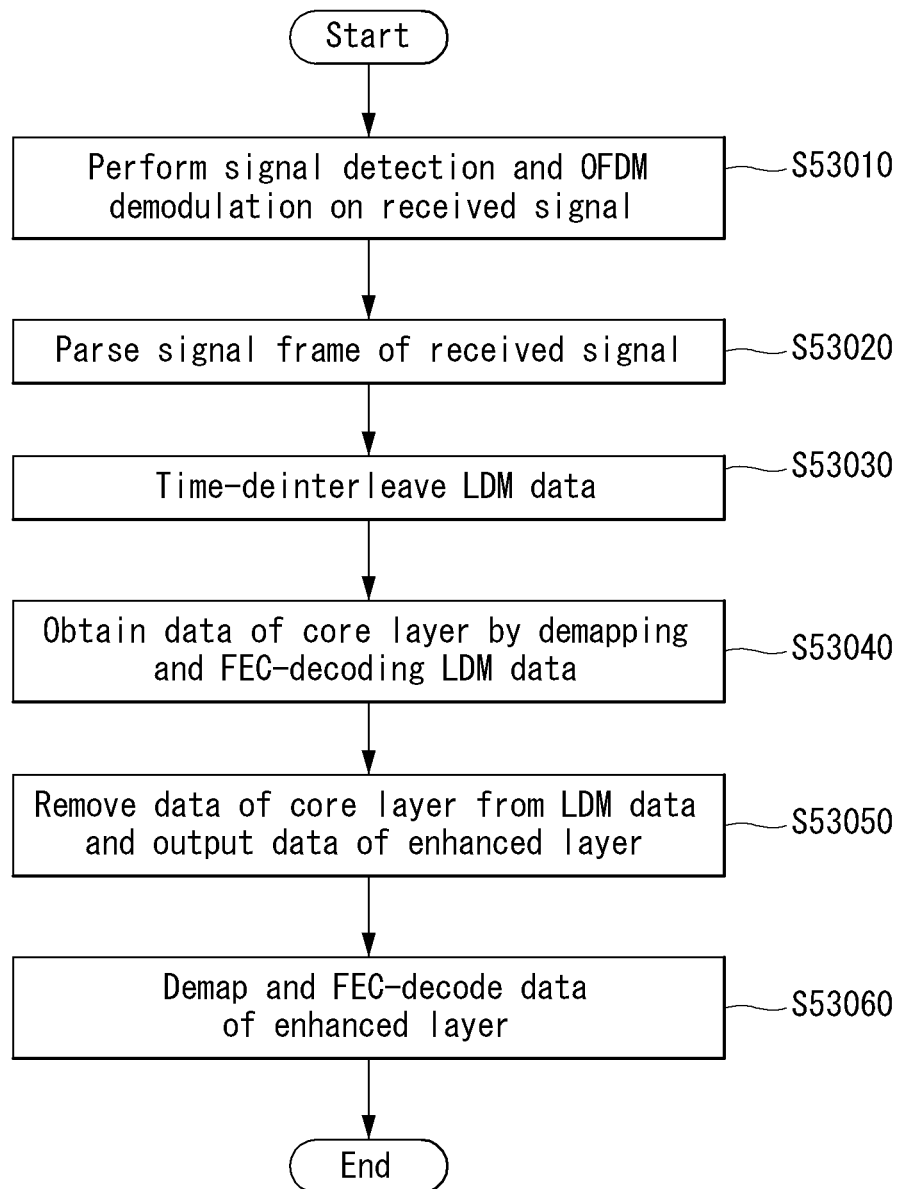 Start
Perform signal detection and OFDM
demodulation on received signal
S53010
Parse signal frame of received signal
S53020
Time-deinterleave LDM data
S53030
Obtain data of core layer by demapping
and FEC-decoding LDM data
S53040
Remove data of core layer from LDM data
and output data of enhanced layer
S53050
Demap and FEC-decode data
of enhanced layer
S53060
End